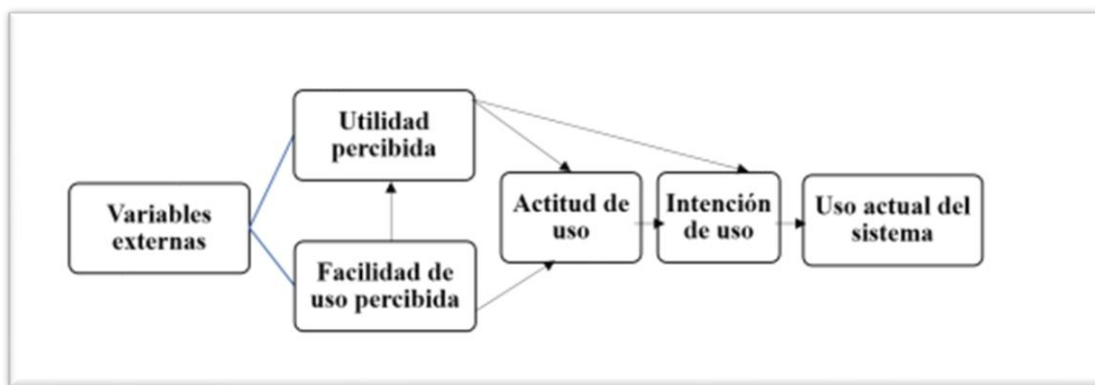 Utilidad
percibida
Variables
externas
Facilidad de
uso percibida
Actitud de
uso
Intención
de uso
Uso actual del
sistema